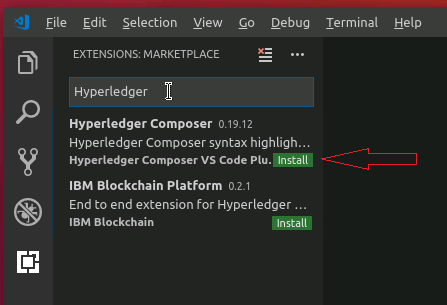 File Edit Selection View Go Debug Terminal Help
EXTENSIONS: MARKETPLACE
Hyperledger
Hyperledger Composer 0.19.12
Hyperledger Composer syntax highligh...
Hyperledger Composer VS Code Plu. Install
IBM Blockchain Platform 0.2.1
End to end extension for Hyperledger ...
IBM Blockchain Install